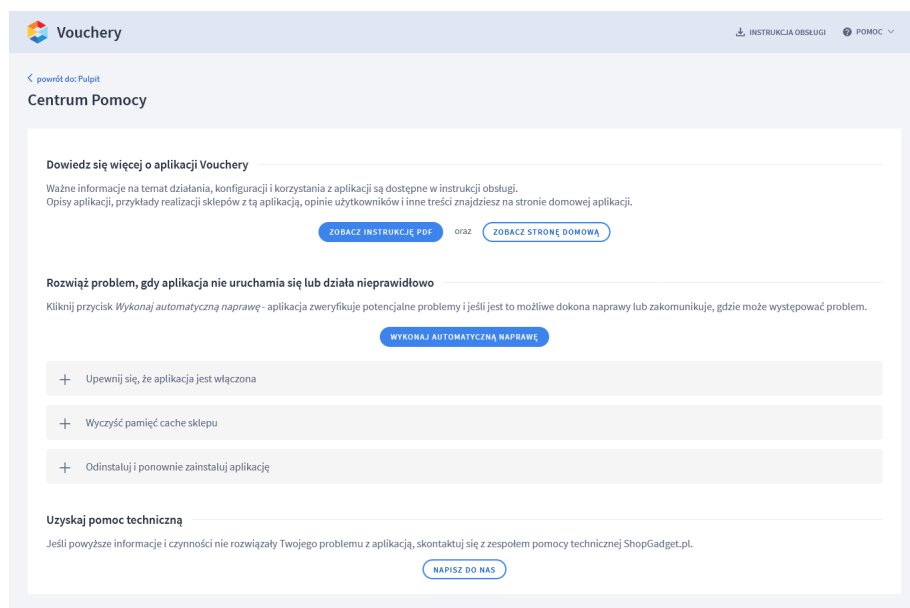 Vouchery
INSTRUKCJA OBSŁUGI
POMOC
powrót do: Pulpit
Centrum Pomocy
Dowiedz się więcej o aplikacji Vouchery
Ważne informacje na temat działania, konfiguracji i korzystania z aplikacji są dostępne w instrukcji obsługi.
Opisy aplikacji, przykłady realizacji sklepów z tą aplikacją, opinie użytkowników i inne treści znajdziesz na stronie domowej aplikacji.
ZOBACZ INSTRUKCJĘ PDF oraz ZOBACZ STRONĘ DOMOWĄ
Rozwiąż problem, gdy aplikacja nie uruchamia się lub działa nieprawidłowo
Kliknij przycisk Wykonaj automatyczną naprawę - aplikacja zweryfikuje potencjalne problemy i jeśli jest to możliwe dokona naprawy lub zakomunikuje, gdzie może występować problem.
WYKONAJ AUTOMATYCZNĄ NAPRAWĘ
Upewnij się, że aplikacja jest włączona
Wyczyść pamięć cache sklepu
Odinstaluj i ponownie zainstaluj aplikację
Uzyskaj pomoc techniczną
Jeśli powyższe informacje i czynności nie rozwiązały Twojego problemu z aplikacją, skontaktuj się z zespołem pomocy technicznej ShopGadget.pl.
NAPISZ DO NAS